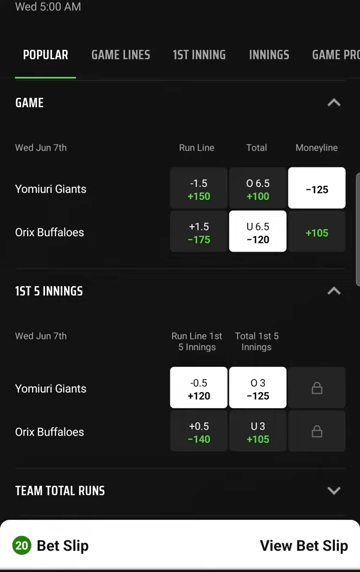 Wed 5:00 AM
POPULAR GAME LINES 1ST INNING INNINGS GAME PRO
GAME
Wed Jun 7th Run Line Total Moneyline
Yomiuri Giants -1.5 +150 O 6.5 +100 −125
Orix Buffaloes +1.5 −175 U 6.5 −120 +105
1ST 5 INNINGS
Wed Jun 7th Run Line 1st 5 Innings Total 1st 5 Innings
Yomiuri Giants -0.5 +120 O 3 −125
Orix Buffaloes +0.5 −140 U 3 +105
TEAM TOTAL RUNS
20 Bet Slip View Bet Slip